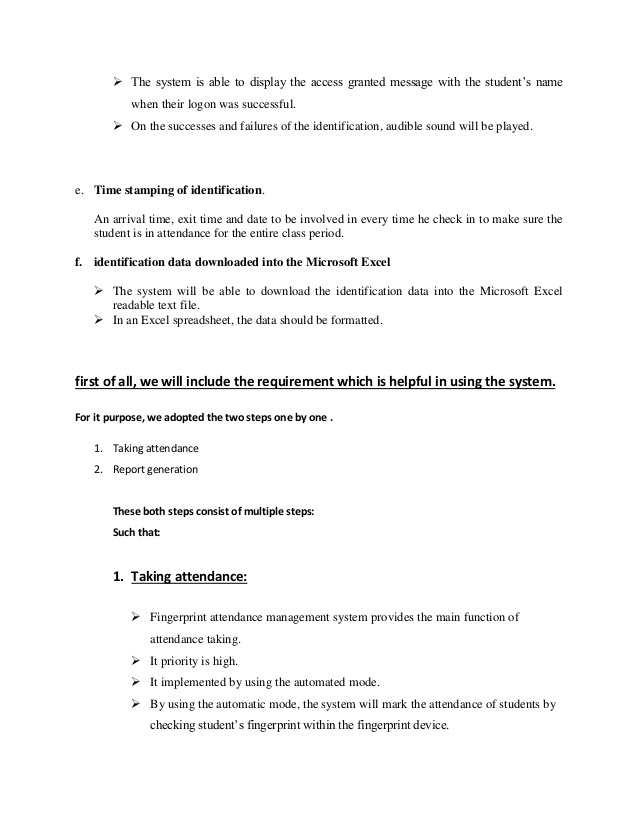 ➢ The system is able to display the access granted message with the student's name
when their logon was successful.
➢ On the successes and failures of the identification, audible sound will be played.
e. Time stamping of identification.
An arrival time, exit time and date to be involved in every time he check in to make sure the
student is in attendance for the entire class period.
f. identification data downloaded into the Microsoft Excel
➢ The system will be able to download the identification data into the Microsoft Excel
readable text file.
➢ In an Excel spreadsheet, the data should be formatted.
first of all, we will include the requirement which is helpful in using the system.
For it purpose, we adopted the two steps one by one .
1. Taking attendance
2. Report generation
These both steps consist of multiple steps:
Such that:
1. Taking attendance:
➢ Fingerprint attendance management system provides the main function of
attendance taking.
➢ It priority is high.
➢ It implemented by using the automated mode.
➢ By using the automatic mode, the system will mark the attendance of students by
checking student's fingerprint within the fingerprint device.